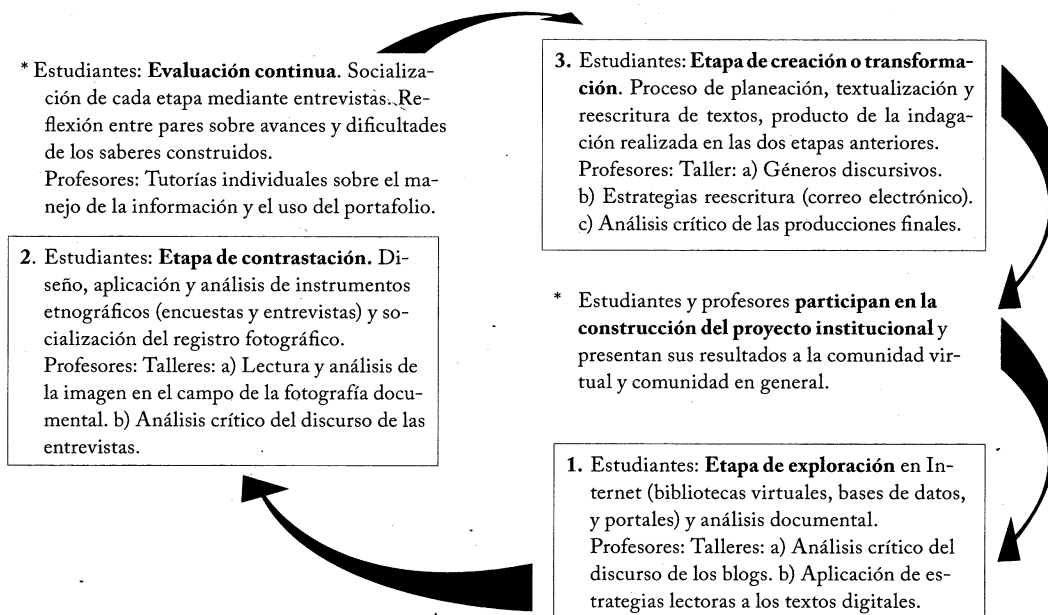 * Estudiantes: Evaluación continua. Socializa-
ción de cada etapa mediante entrevistas. Re-
flexión entre pares sobre avances y dificultades
de los saberes construidos.
Profesores: Tutorías individuales sobre el ma-
nejo de la información y el uso del portafolio.
2. Estudiantes: Etapa de contrastación. Di-
seño, aplicación y análisis de instrumentos
etnográficos (encuestas y entrevistas) y so-
cialización del registro fotográfico.
Profesores: Talleres: a) Lectura y análisis de
la imagen en el campo de la fotografía docu-
mental. b) Análisis crítico del discurso de las
entrevistas.
3. Estudiantes: Etapa de creación o transforma-
ción. Proceso de planeación, textualización y
reescritura de textos, producto de la indaga-
ción realizada en las dos etapas anteriores.
Profesores: Taller: a) Géneros discursivos.
b) Estrategias reescritura (correo electrónico).
c) Análisis crítico de las producciones finales.
* Estudiantes y profesores participan en la
construcción del proyecto institucional y
presentan sus resultados a la comunidad vir-
tual y comunidad en general.
1. Estudiantes: Etapa de exploración en In-
ternet (bibliotecas virtuales, bases de datos,
y portales) y análisis documental.
Profesores: Talleres: a) Análisis crítico del
discurso de los blogs. b) Aplicación de es-
trategias lectoras a los textos digitales.